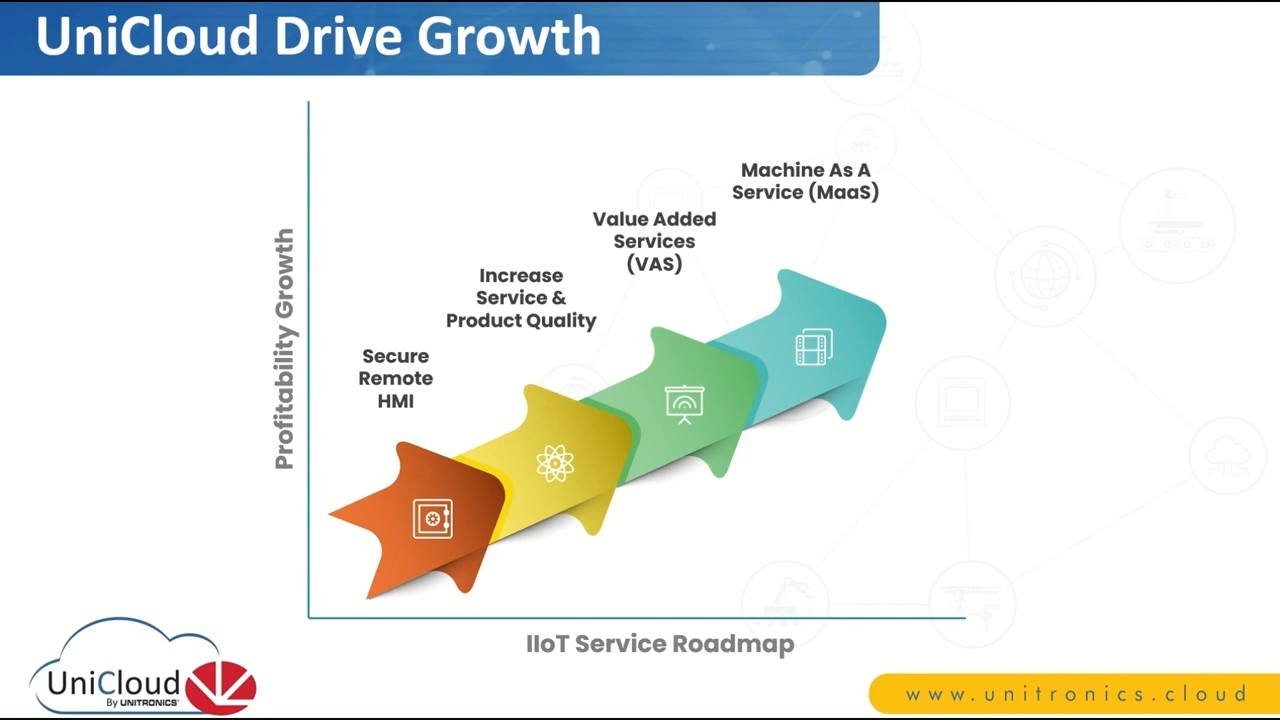 UniCloud Drive Growth
Machine As A
Service (MaaS)
Value Added
Services
(VAS)
Increase
Service &
Product Quality
Secure
Remote
HMI
Profitability Growth
IIoT Service Roadmap
UniCloud
By UNITRONICS®
www.unitronics.cloud